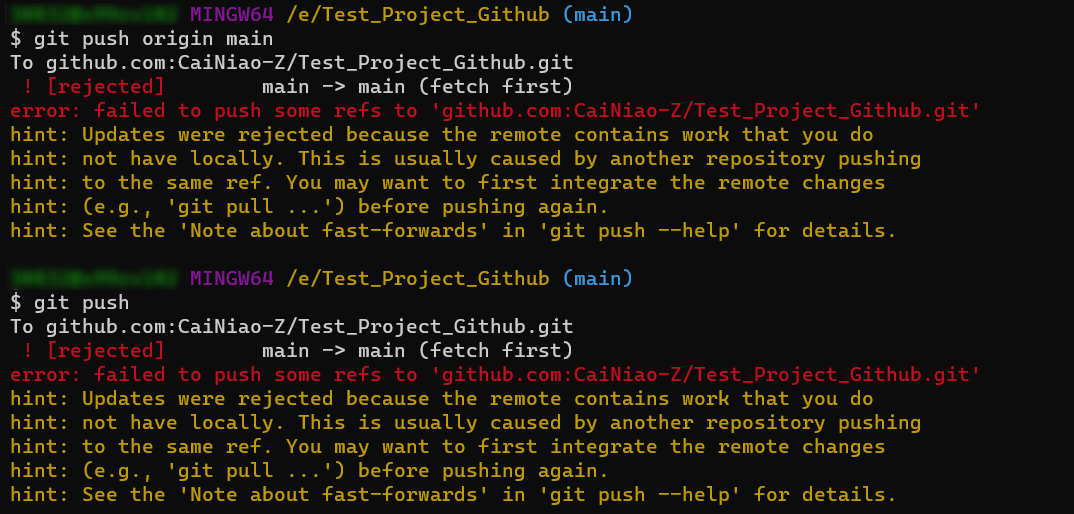 MINGW64 /e/Test_Project_Github (main)
$ git push origin main
To github.com:CaiNiao-Z/Test_Project_Github.git
 ! [rejected]        main -> main (fetch first)
error: failed to push some refs to 'github.com:CaiNiao-Z/Test_Project_Github.git'
hint: Updates were rejected because the remote contains work that you do
hint: not have locally. This is usually caused by another repository pushing
hint: to the same ref. You may want to first integrate the remote changes
hint: (e.g., 'git pull ...') before pushing again.
hint: See the 'Note about fast-forwards' in 'git push --help' for details.
MINGW64 /e/Test_Project_Github (main)
$ git push
To github.com:CaiNiao-Z/Test_Project_Github.git
 ! [rejected]        main -> main (fetch first)
error: failed to push some refs to 'github.com:CaiNiao-Z/Test_Project_Github.git'
hint: Updates were rejected because the remote contains work that you do
hint: not have locally. This is usually caused by another repository pushing
hint: to the same ref. You may want to first integrate the remote changes
hint: (e.g., 'git pull ...') before pushing again.
hint: See the 'Note about fast-forwards' in 'git push --help' for details.